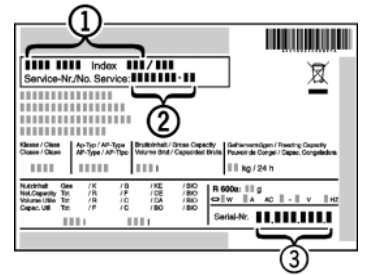 1
Index /
Service-Nr./No. Service: -
2
Klasse / Class Ap-Typ / AP-Type Bruttoinhalt / Gross Capacity Gefriervermögen / Freezing Capacity
Classe / Clase AP-Type / AP-Tipo Volume Brut / Capacidad Bruta Pouvoir de Congel / Capac. Congeladora
l kg / 24 h
Nutzinhalt Ges / K / G / KE / BIO
Net.Capacity Tot: / R / F / CE / BIO
Volume Utile Tot: / R / C / CA / BIO
Capac. Util Tot: / F / C / BO / BIO
l l
R 600a: g
W A AC - V HZ
Serial-Nr.
3